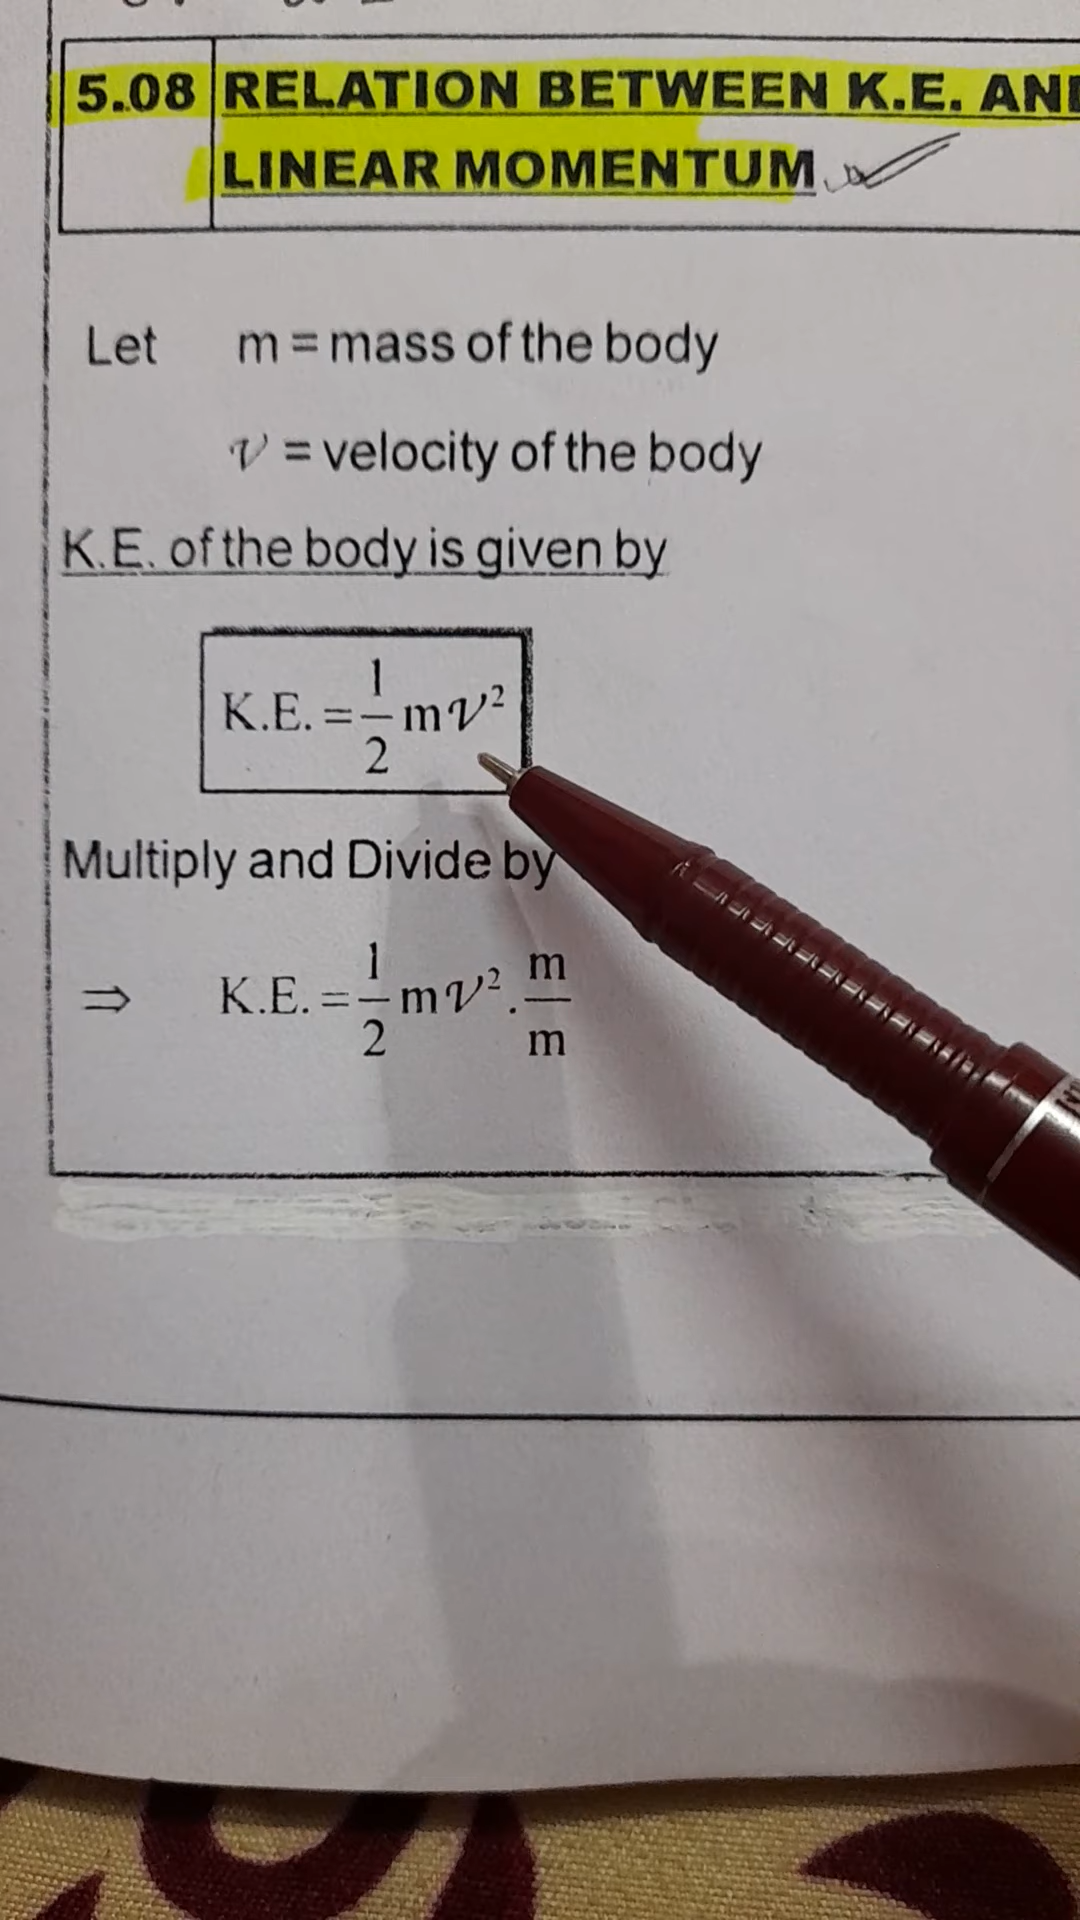 5.08 RELATION BETWEEN K.E. AND
LINEAR MOMENTUM
Let m = mass of the body
v = velocity of the body
K.E. of the body is given by
K.E. = 1/2 mv²
Multiply and Divide by
⇒ K.E. = 1/2 mv² . m/m